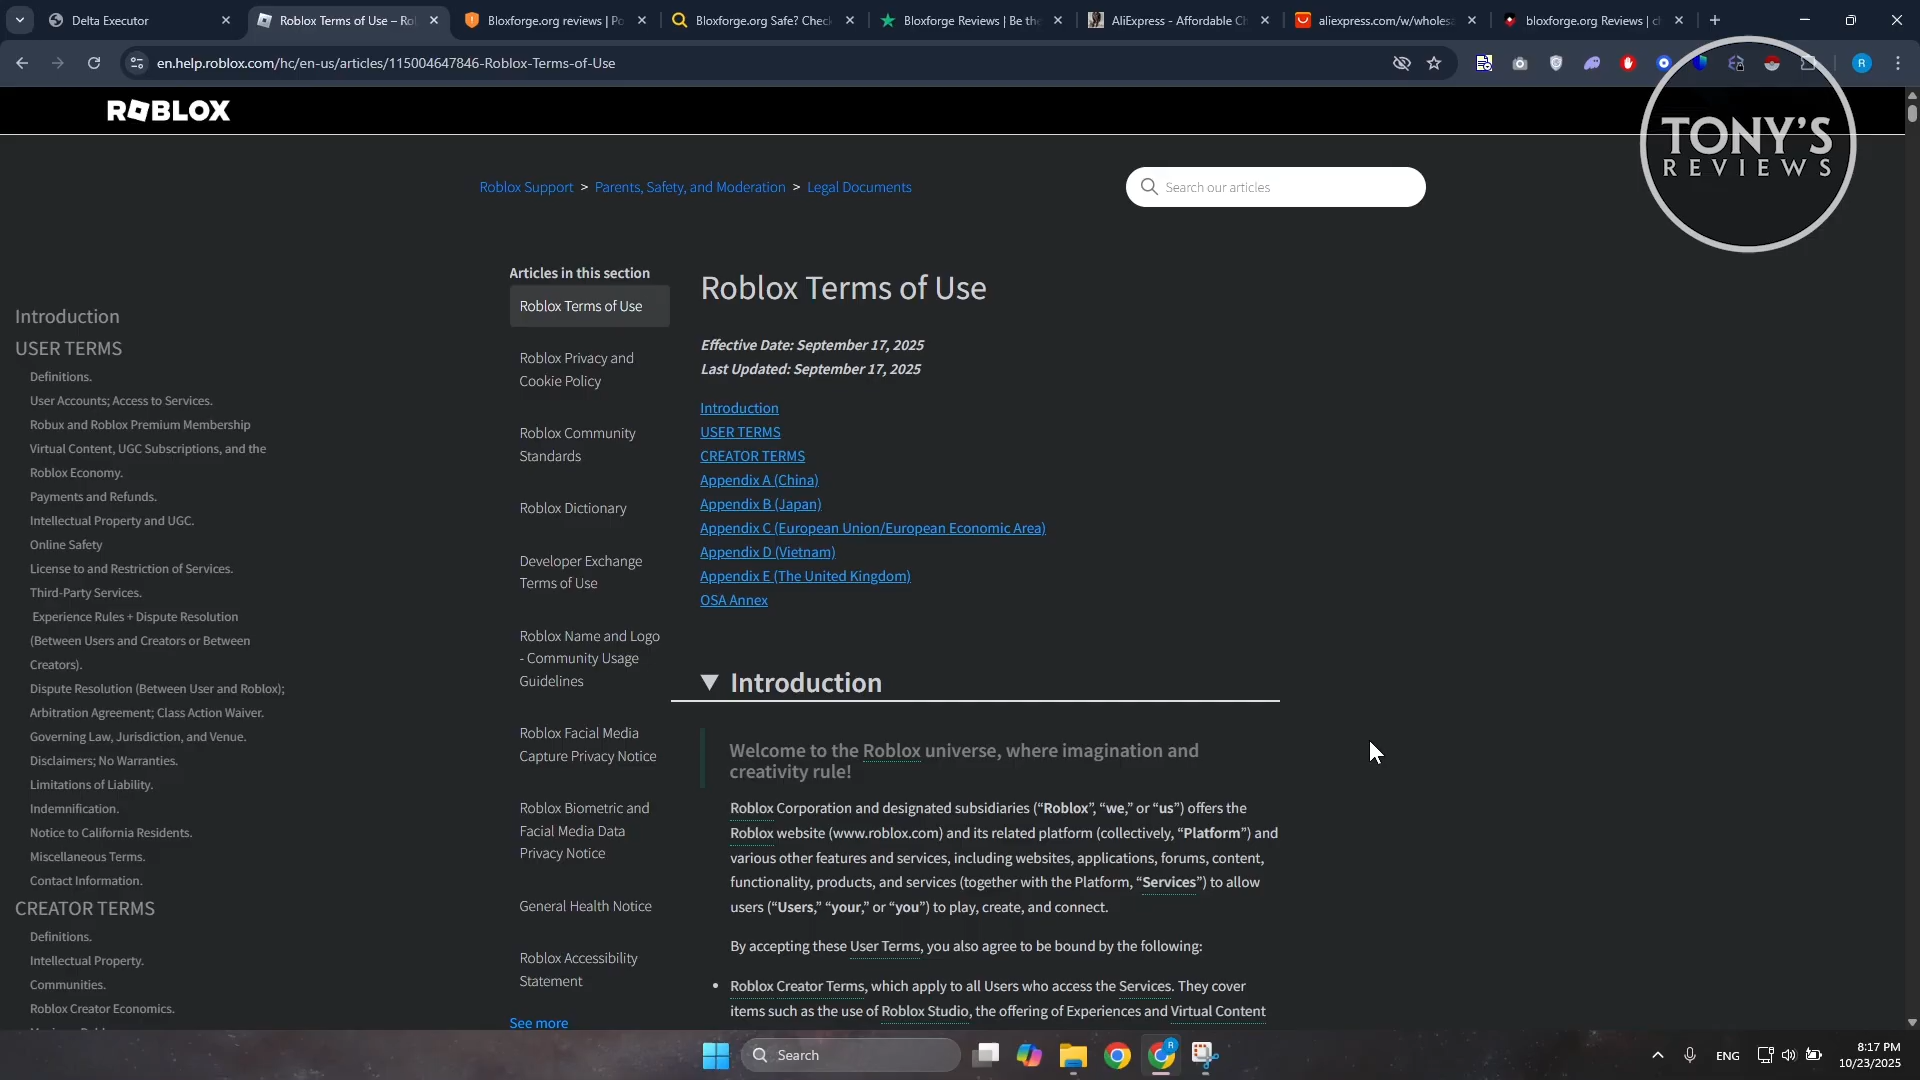 Delta Executor
Roblox Terms of Use – Ro
Bloxforge.org reviews | Po
Bloxforge.org Safe? Chec
Bloxforge Reviews | Be the
AliExpress - Affordable Ch
aliexpress.com/w/wholes
bloxforge.org Reviews | c
en.help.roblox.com/hc/en-us/articles/115004647846-Roblox-Terms-of-Use
R
ROBLOX
TONY'S
REVIEWS
Roblox Support > Parents, Safety, and Moderation > Legal Documents
Search our articles
Introduction
USER TERMS
Definitions.
User Accounts; Access to Services.
Robux and Roblox Premium Membership
Virtual Content, UGC Subscriptions, and the
Roblox Economy.
Payments and Refunds.
Intellectual Property and UGC.
Online Safety
License to and Restriction of Services.
Third-Party Services.
Experience Rules + Dispute Resolution
(Between Users and Creators or Between
Creators).
Dispute Resolution (Between User and Roblox);
Arbitration Agreement; Class Action Waiver.
Governing Law, Jurisdiction, and Venue.
Disclaimers; No Warranties.
Limitations of Liability.
Indemnification.
Notice to California Residents.
Miscellaneous Terms.
Contact Information.
CREATOR TERMS
Definitions.
Intellectual Property.
Communities.
Roblox Creator Economics.
Articles in this section
Roblox Terms of Use
Roblox Privacy and
Cookie Policy
Roblox Community
Standards
Roblox Dictionary
Developer Exchange
Terms of Use
Roblox Name and Logo
- Community Usage
Guidelines
Roblox Facial Media
Capture Privacy Notice
Roblox Biometric and
Facial Media Data
Privacy Notice
General Health Notice
Roblox Accessibility
Statement
See more
Roblox Terms of Use
Effective Date: September 17, 2025
Last Updated: September 17, 2025
Introduction
USER TERMS
CREATOR TERMS
Appendix A (China)
Appendix B (Japan)
Appendix C (European Union/European Economic Area)
Appendix D (Vietnam)
Appendix E (The United Kingdom)
OSA Annex
▼ Introduction
Welcome to the Roblox universe, where imagination and
creativity rule!
Roblox Corporation and designated subsidiaries (“Roblox”, “we,” or “us”) offers the
Roblox website (www.roblox.com) and its related platform (collectively, “Platform”) and
various other features and services, including websites, applications, forums, content,
functionality, products, and services (together with the Platform, “Services”) to allow
users (“Users,” “your,” or “you”) to play, create, and connect.
By accepting these User Terms, you also agree to be bound by the following:
• Roblox Creator Terms, which apply to all Users who access the Services. They cover
items such as the use of Roblox Studio, the offering of Experiences and Virtual Content
Search
R
ENG
8:17 PM
10/23/2025